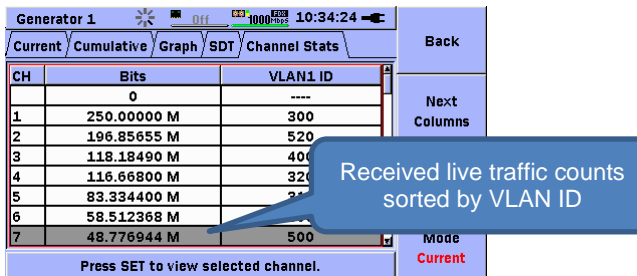 Generator 1 Off 1000Mbps FDX 10:34:24
Current Cumulative Graph SDT Channel Stats
Back
CH Bits VLAN1 ID
0 ----
Next
Columns
1 250.00000 M 300
2 196.85655 M 520
3 118.18490 M 400
4 116.66800 M 320
5 83.334400 M
6 58.512368 M
7 48.776944 M 500
Received live traffic counts
sorted by VLAN ID
Mode
Current
Press SET to view selected channel.